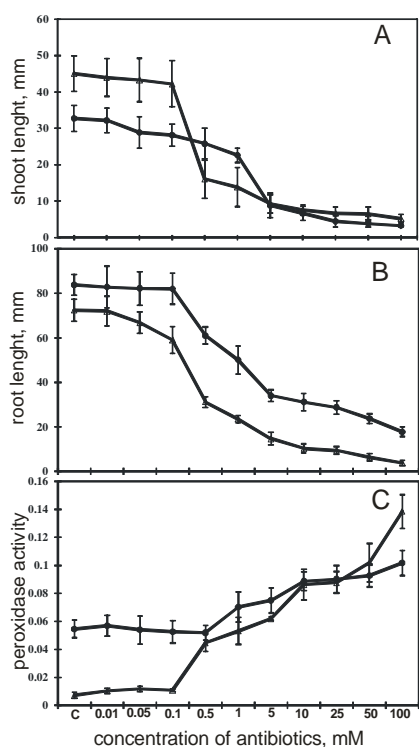 60
50
40
30
20
10
0
A
shoot lenght, mm
100
80
60
40
20
0
B
root lenght, mm
0.16
0.14
0.12
0.1
0.08
0.06
0.04
0.02
0
C
peroxidase activity
C 0.01 0.05 0.1 0.5 1 5 10 25 50 100
concentration of antibiotics, mM